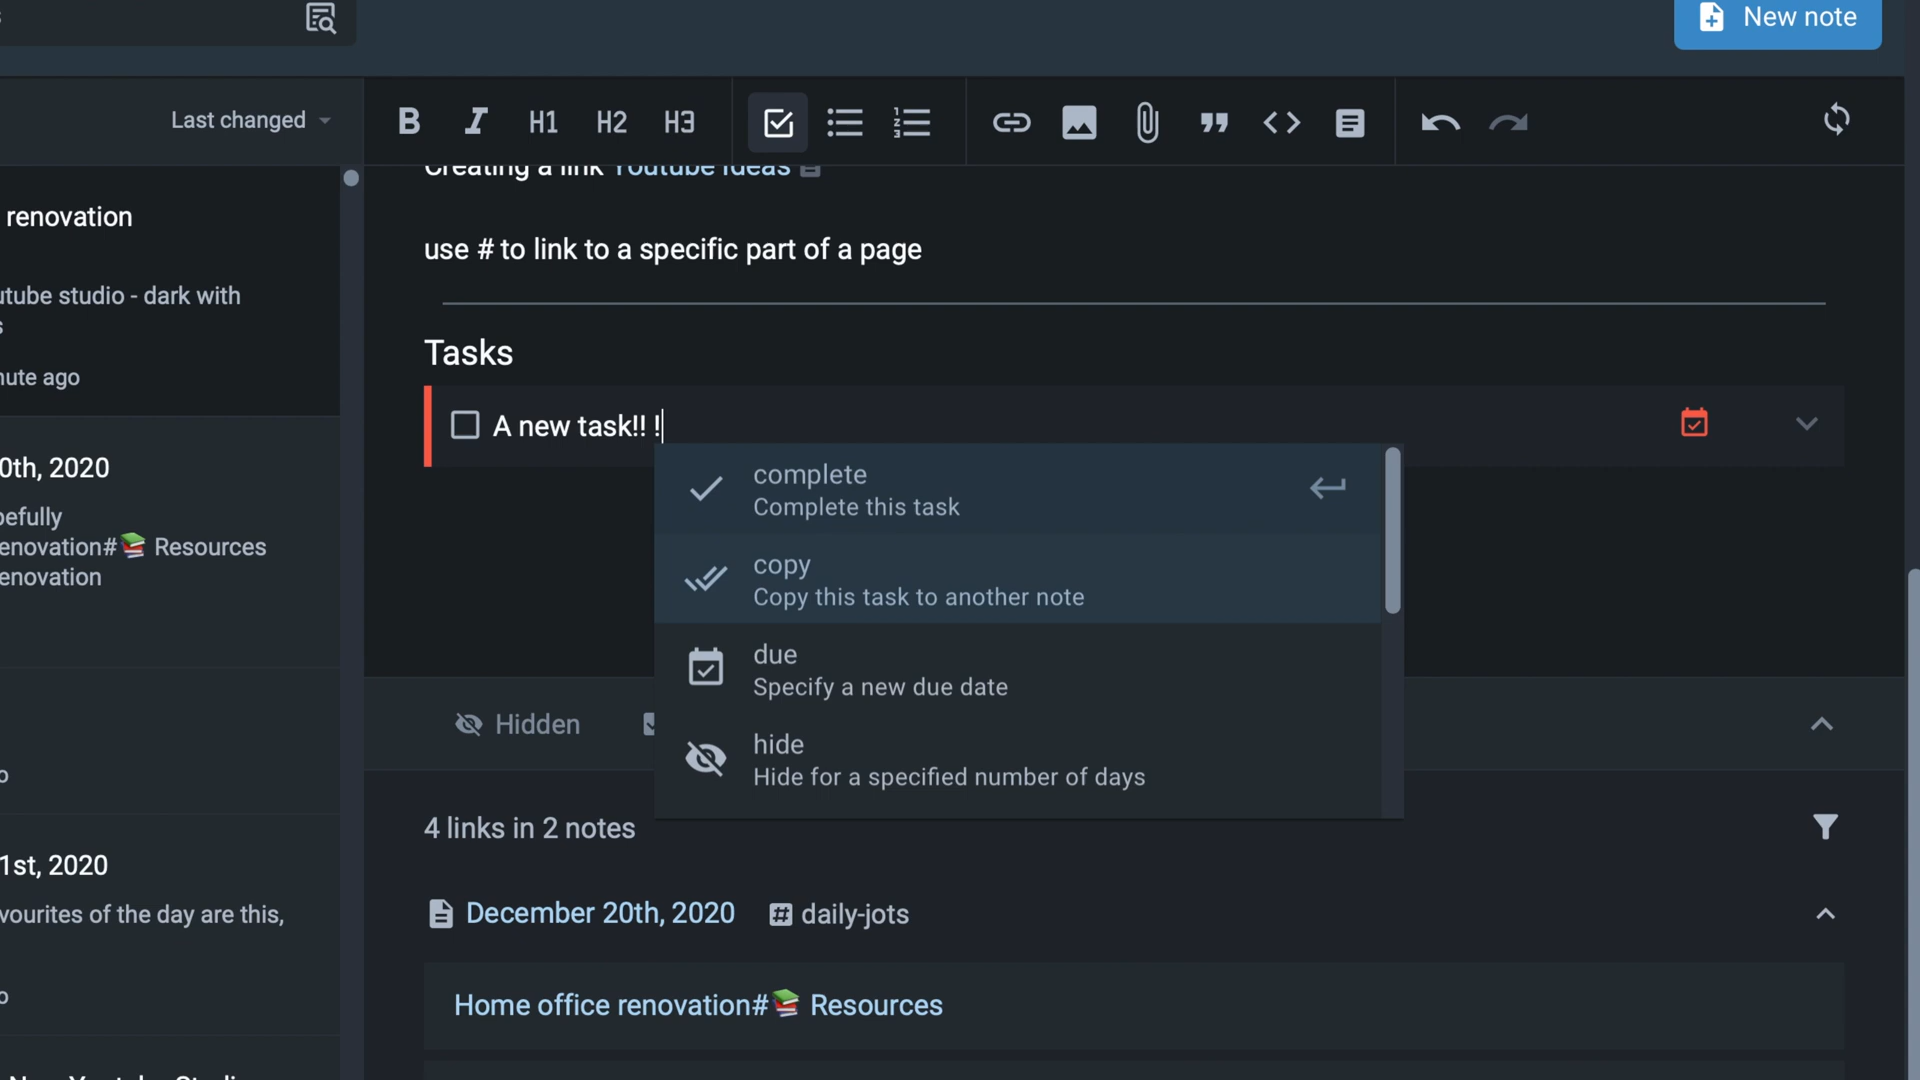 New note
Last changed
B I H1 H2 H3
Creating a link Youtube Ideas
renovation
use # to link to a specific part of a page
utube studio - dark with
Tasks
nute ago
A new task!! !
0th, 2020
complete
Complete this task
pefully
enovation#📚 Resources
enovation
copy
Copy this task to another note
due
Specify a new due date
Hidden
hide
Hide for a specified number of days
4 links in 2 notes
1st, 2020
vourites of the day are this,
December 20th, 2020 # daily-jots
Home office renovation#📚 Resources